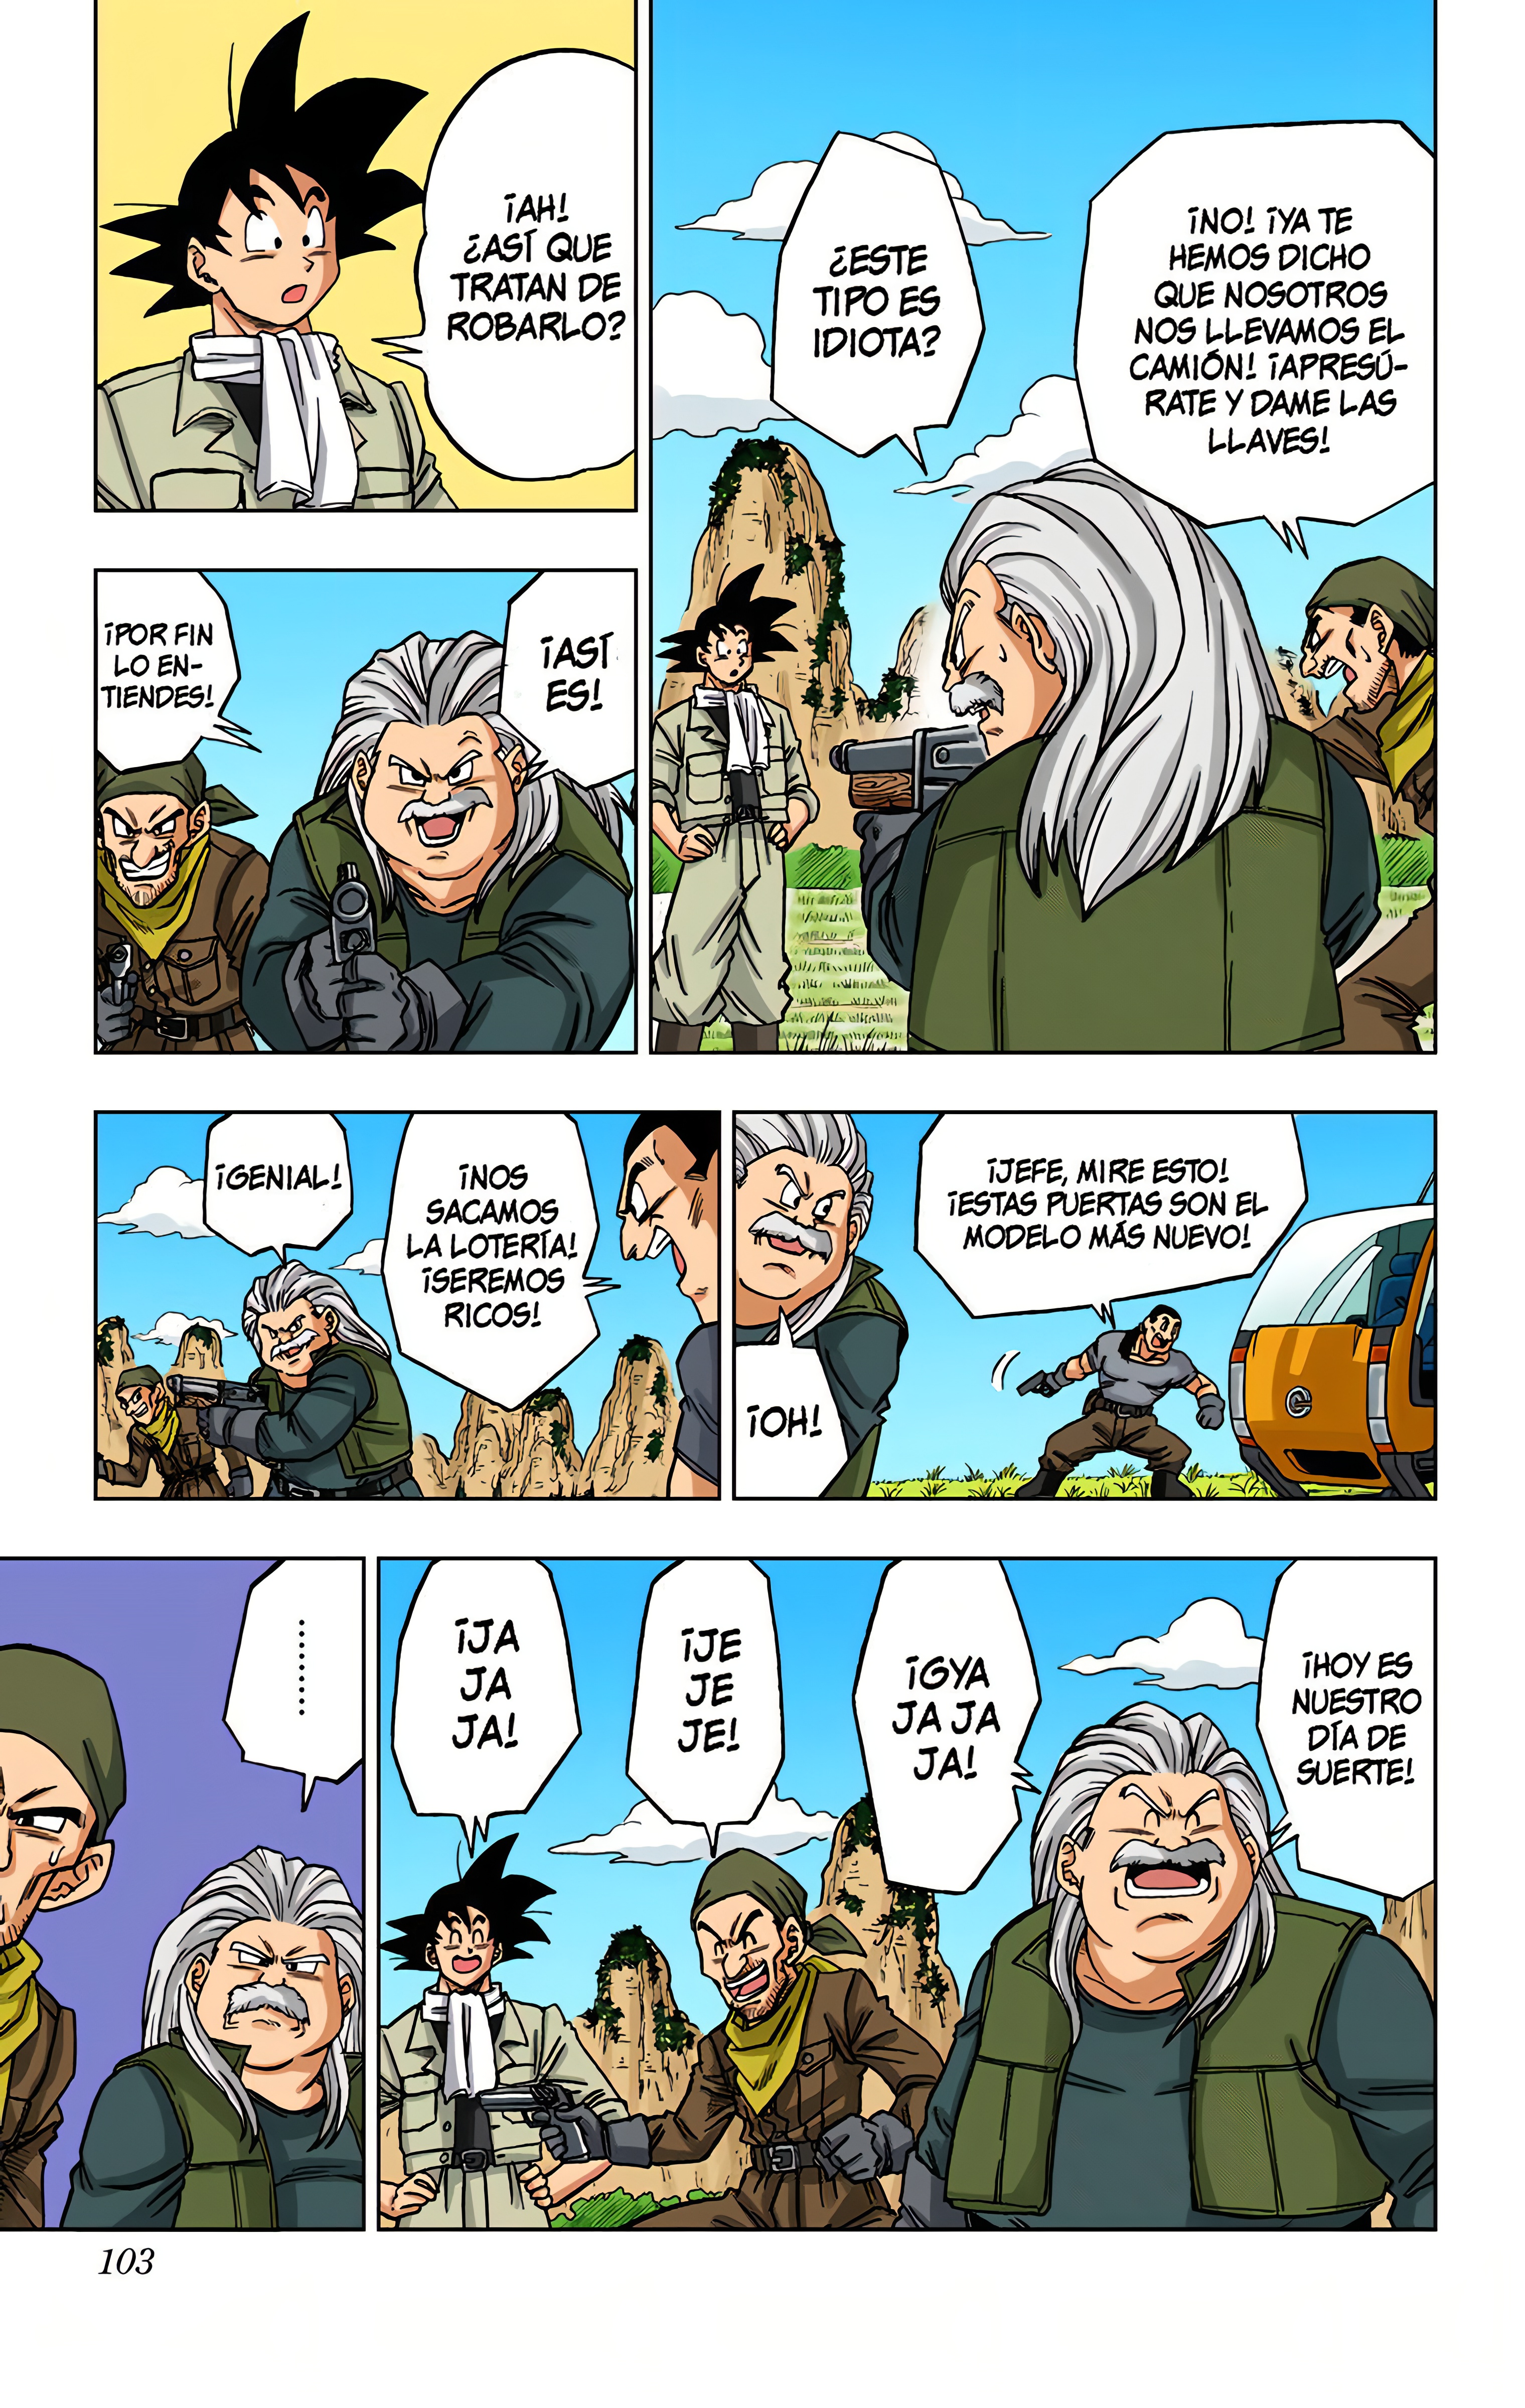 ¡NO! ¡YA TE
HEMOS DICHO
QUE NOSOTROS
NOS LLEVAMOS EL
CAMIÓN! ¡APRESÚ-
RATE Y DAME LAS
LLAVES!
¿ESTE
TIPO ES
IDIOTA?
¡AH!
¿ASÍ QUE
TRATAN DE
ROBARLO?
¡ASÍ
ES!
¡POR FIN
LO EN-
TIENDES!
¡JEFE, MIRE ESTO!
¡ESTAS PUERTAS SON EL
MODELO MÁS NUEVO!
¡OH!
¡NOS
SACAMOS
LA LOTERÍA!
¡SEREMOS
RICOS!
¡GENIAL!
¡HOY ES
NUESTRO
DÍA DE
SUERTE!
¡GYA
JA JA
JA!
¡JE
JE
JE!
¡JA
JA
JA!
.........
103